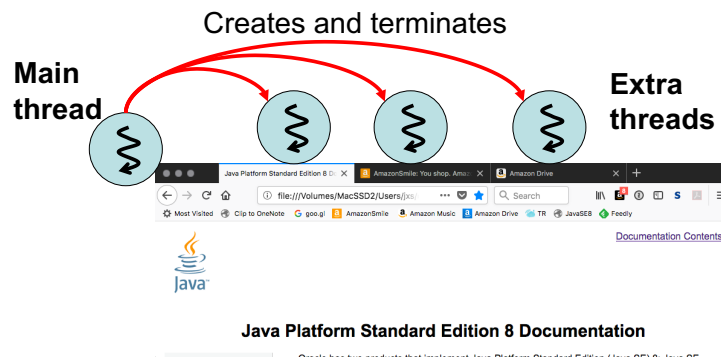 Creates and terminates
Main
thread
Extra
threads
Java Platform Standard Edition 8 D
AmazonSmile: You shop. Amaz
Amazon Drive
file:///Volumes/MacSSD2/Users/jxs/
Search
Most Visited Clip to OneNote goo.gl AmazonSmile Amazon Music Amazon Drive TR JavaSE8 Feedly
Documentation Contents
Java
Java Platform Standard Edition 8 Documentation